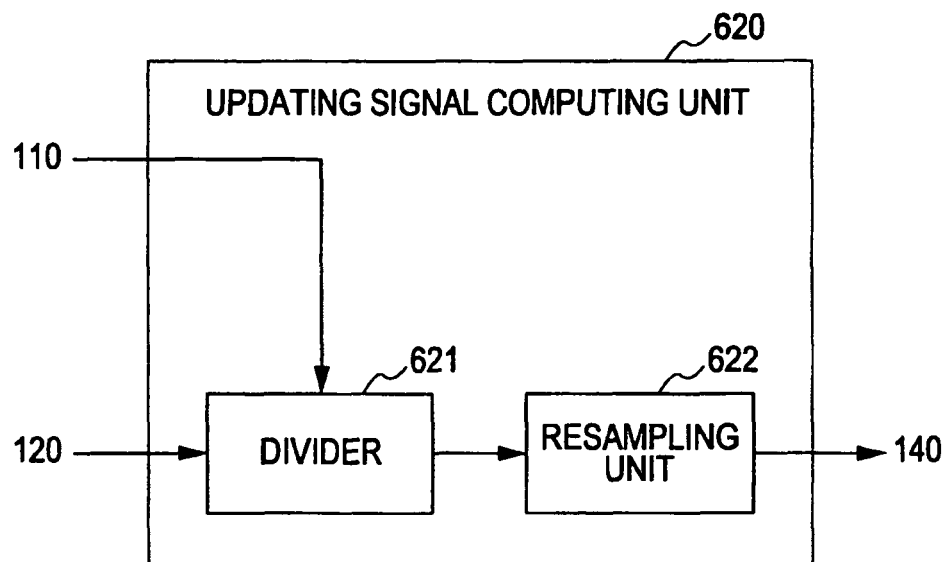 620
UPDATING SIGNAL COMPUTING UNIT
110
621
622
120
DIVIDER
RESAMPLING
UNIT
140